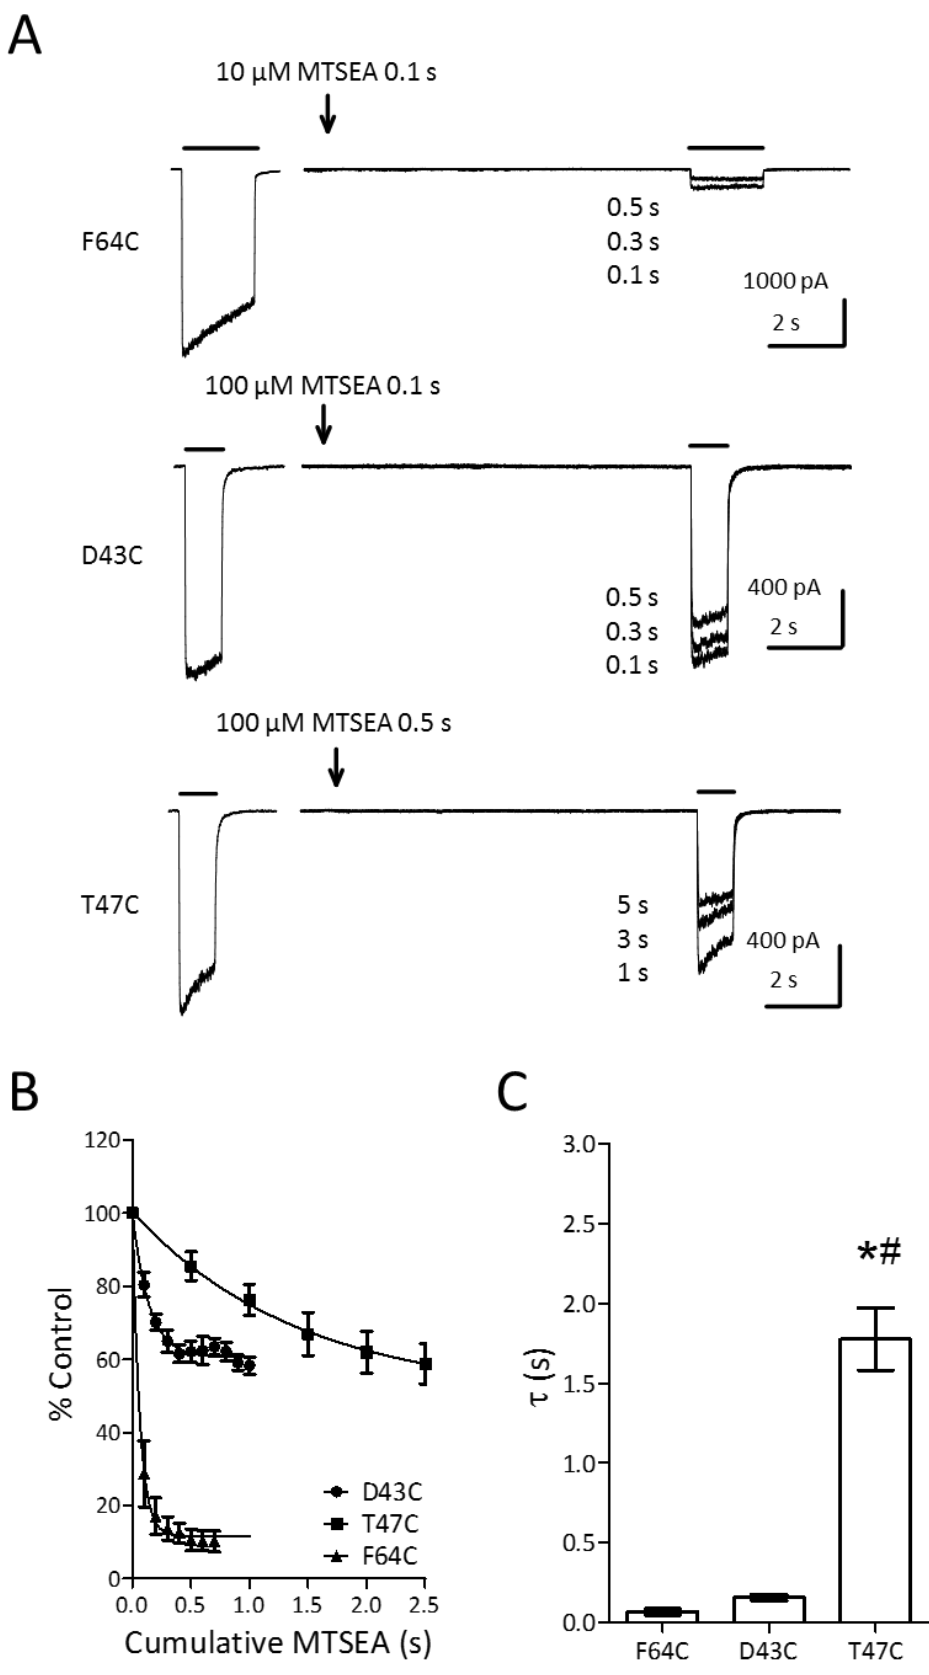 A
10 µM MTSEA 0.1 s
F64C
0.5 s
0.3 s
0.1 s
1000 pA
2 s
100 µM MTSEA 0.1 s
D43C
0.5 s
0.3 s
0.1 s
400 pA
2 s
100 µM MTSEA 0.5 s
T47C
5 s
3 s
1 s
400 pA
2 s
B
120
100
80
60
40
20
0
% Control
D43C
T47C
F64C
0.0 0.5 1.0 1.5 2.0 2.5
Cumulative MTSEA (s)
C
3.0
2.5
2.0
1.5
1.0
0.5
0.0
τ (s)
*#
F64C D43C T47C